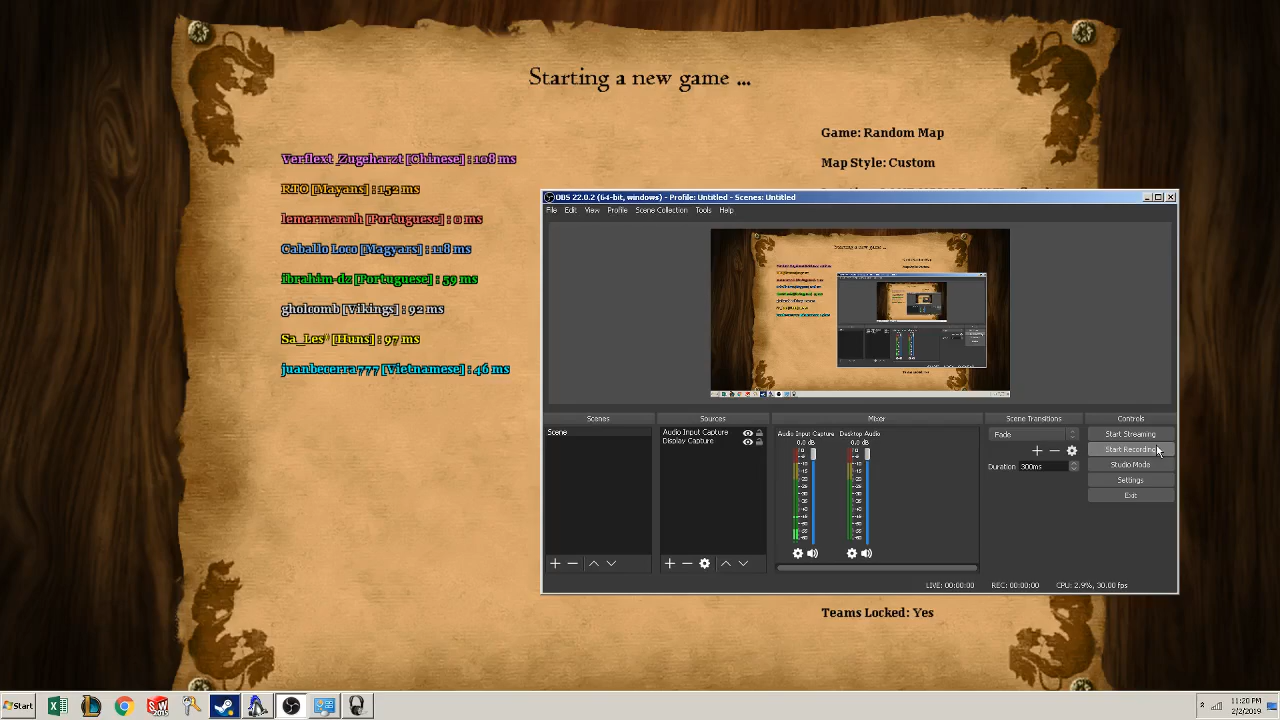 Starting a new game ...
Game: Random Map
Map Style: Custom
Verflext_Zugeharzt [Chinese] : 108 ms
RTO [Mayans] : 152 ms
lemermannh [Portuguese] : 0 ms
Caballo Loco [Magyars] : 118 ms
ibrahim-dz [Portuguese] : 59 ms
gholcomb [Vikings] : 92 ms
Sa_Les^ [Huns] : 97 ms
juanbecerra777 [Vietnamese] : 46 ms
OBS 22.0.2 (64-bit, windows) - Profile: Untitled - Scenes: Untitled
File Edit View Profile Scene Collection Tools Help
Starting a new game ...
Scenes Sources Mixer Scene Transitions Controls
Scene
Audio Input Capture
Display Capture
Audio Input Capture Desktop Audio
0.0 dB 0.0 dB
Fade
Duration 300ms
Start Streaming
Start Recording
Studio Mode
Settings
Exit
LIVE: 00:00:00 REC: 00:00:00 CPU: 2.9%, 30.00 fps
Teams Locked: Yes
Start
SW
2015
11:20 PM
2/2/2019